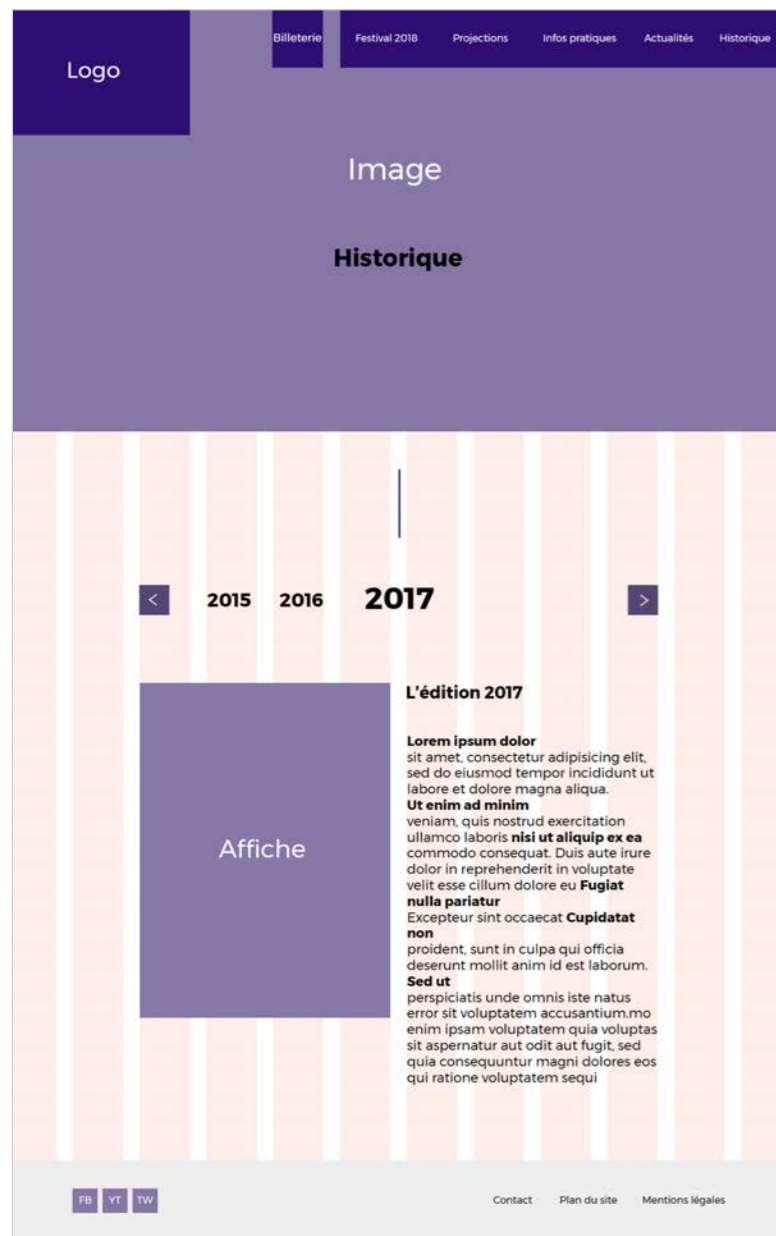 Logo
Billeterie
Festival 2018
Projections
Infos pratiques
Actualités
Historique
Image
Historique
<
2015
2016
2017
>
Affiche
L'édition 2017
Lorem ipsum dolor
sit amet, consectetur adipisicing elit,
sed do eiusmod tempor incididunt ut
labore et dolore magna aliqua.
Ut enim ad minim
veniam, quis nostrud exercitation
ullamco laboris nisi ut aliquip ex ea
commodo consequat. Duis aute irure
dolor in reprehenderit in voluptate
velit esse cillum dolore eu Fugiat
nulla pariatur
Excepteur sint occaecat Cupidatat
non
proident, sunt in culpa qui officia
deserunt mollit anim id est laborum.
Sed ut
perspiciatis unde omnis iste natus
error sit voluptatem accusantium.mo
enim ipsam voluptatem quia voluptas
sit aspernatur aut odit aut fugit, sed
quia consequuntur magni dolores eos
qui ratione voluptatem sequi
FB
YT
TW
Contact
Plan du site
Mentions légales